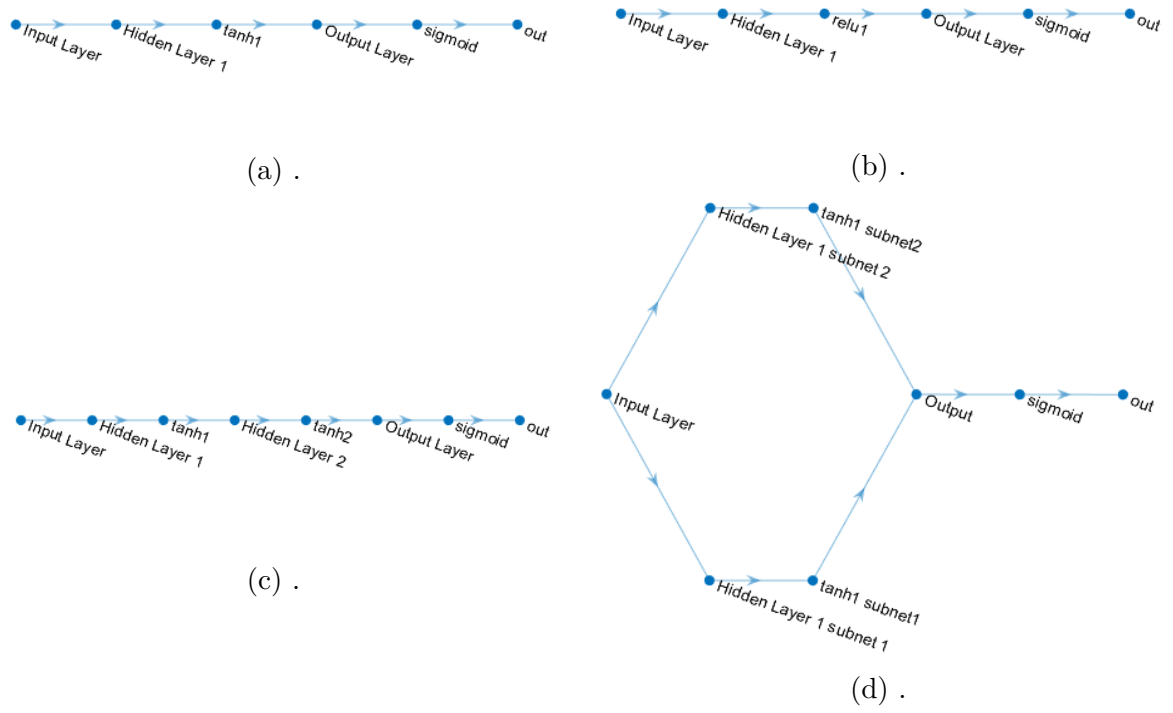 Input Layer
Hidden Layer 1
tanh1
Output Layer
sigmoid
out
(a) .
Input Layer
Hidden Layer 1
relu1
Output Layer
sigmoid
out
(b) .
Input Layer
Hidden Layer 1
tanh1
Hidden Layer 2
tanh2
Output Layer
sigmoid
out
(c) .
Hidden Layer 1 subnet 2
tanh1 subnet2
Input Layer
Output
sigmoid
out
Hidden Layer 1 subnet 1
tanh1 subnet1
(d) .